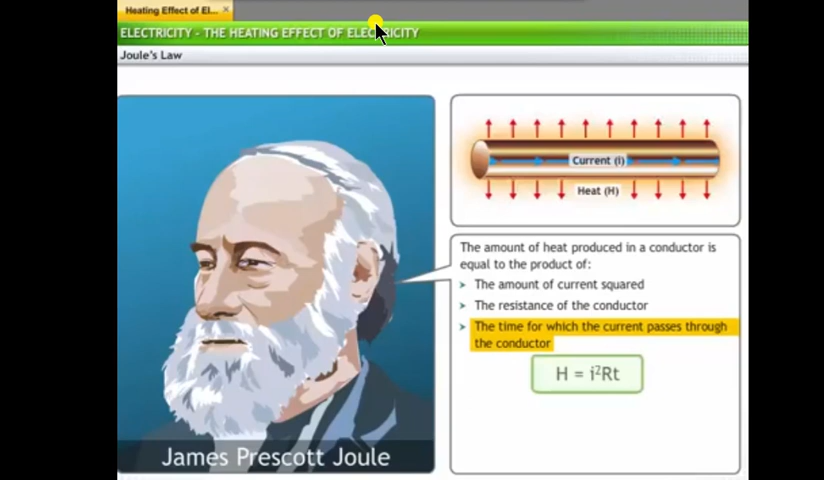 Heating Effect of El...
ELECTRICITY - THE HEATING EFFECT OF ELECTRICITY
Joule's Law
Current (i)
Heat (H)
The amount of heat produced in a conductor is
equal to the product of:
The amount of current squared
The resistance of the conductor
The time for which the current passes through
the conductor
H = i²Rt
James Prescott Joule